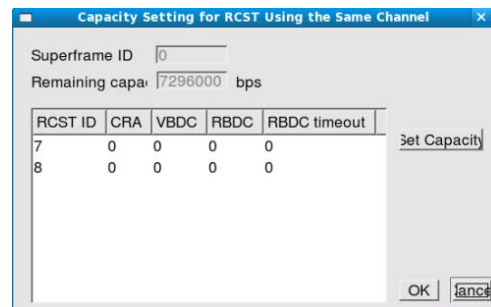 Capacity Setting for RCST Using the Same Channel
Superframe ID 0
Remaining capa 7296000 bps
RCST ID CRA VBDC RBDC RBDC timeout
7 0 0 0 0
8 0 0 0 0
Set Capacity
OK Cance